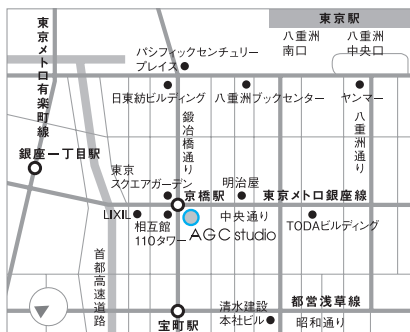 東京駅
八重洲
南口
八重洲
中央口
東京メトロ有楽町線
パシフィックセンチュリー
プレイス
日東紡ビルディング
八重洲ブックセンター
ヤンマー
鍛冶橋通り
八重洲通り
銀座一丁目駅
東京
スクエアガーデン
京橋駅
明治屋
東京メトロ銀座線
LIXIL
相互館
110タワー
中央通り
AGC studio
TODAビルディング
首都高速道路
清水建設
本社ビル
都営浅草線
昭和通り
宝町駅